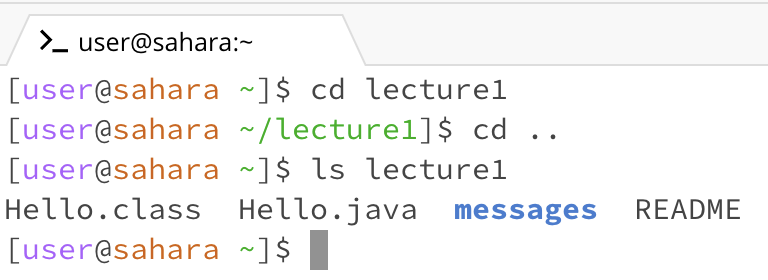 >_ user@sahara:~
[user@sahara ~]$ cd lecture1
[user@sahara ~/lecture1]$ cd ..
[user@sahara ~]$ ls lecture1
Hello.class  Hello.java  messages  README
[user@sahara ~]$